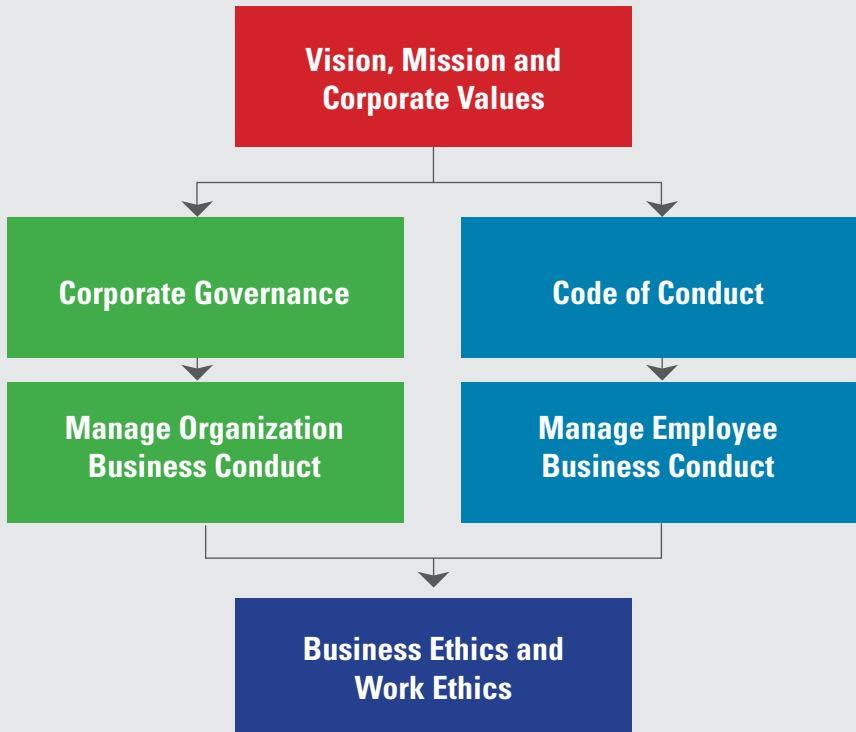 Vision, Mission and
Corporate Values
Corporate Governance
Code of Conduct
Manage Organization
Business Conduct
Manage Employee
Business Conduct
Business Ethics and
Work Ethics